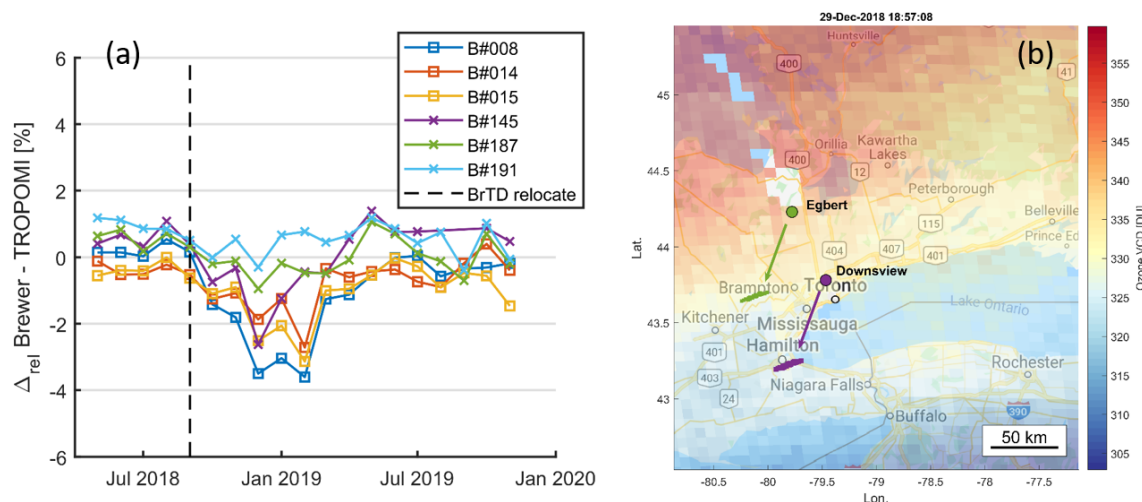 (a)
B#008
B#014
B#015
B#145
B#187
B#191
BrTD relocate
6
4
2
0
-2
-4
-6
Δrel Brewer - TROPOMI [%]
Jul 2018
Jan 2019
Jul 2019
Jan 2020
29-Dec-2018 18:57:08
(b)
Huntsville
400
41
Orillia
Kawartha
Lakes
400
12
Peterborough
Egbert
115
Belleville
Prince Ed
404
407
401
Downsview
Brampton
Toronto
Kitchener
Mississauga
Lake Ontario
401
Hamilton
403
Niagara Falls
Rochester
24
Buffalo
390
50 km
45
44.5
44
43.5
43
Lat.
-80.5
-80
-79.5
-79
-78.5
-78
-77.5
Lon.
355
350
345
340
335
330
325
320
315
310
305
Ozone VCD [DU]